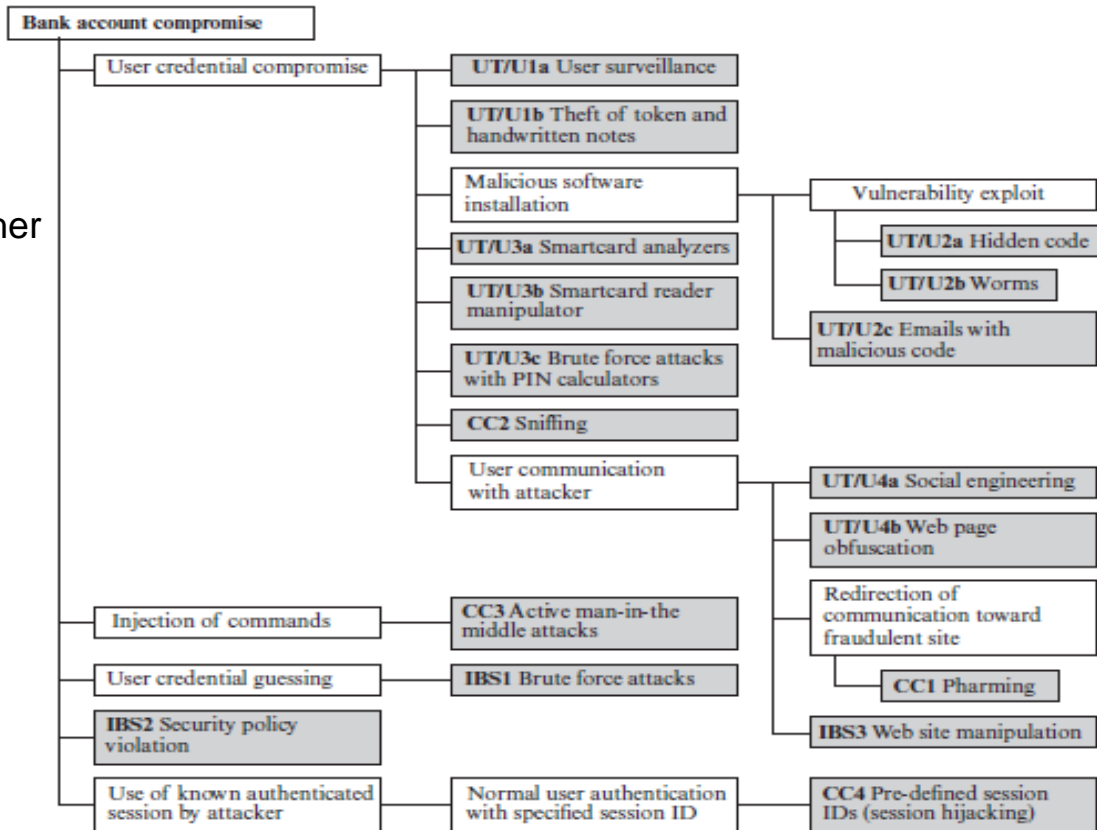 Bank account compromise
User credential compromise
UT/U1a User surveillance
UT/U1b Theft of token and
handwritten notes
Malicious software
installation
Vulnerability exploit
UT/U2a Hidden code
UT/U2b Worms
UT/U2c Emails with
malicious code
ner
UT/U3a Smartcard analyzers
UT/U3b Smartcard reader
manipulator
UT/U3c Brute force attacks
with PIN calculators
CC2 Sniffing
User communication
with attacker
UT/U4a Social engineering
UT/U4b Web page
obfuscation
Redirection of
communication toward
fraudulent site
CC1 Pharming
IBS3 Web site manipulation
Injection of commands
CC3 Active man-in-the
middle attacks
User credential guessing
IBS1 Brute force attacks
IBS2 Security policy
violation
Use of known authenticated
session by attacker
Normal user authentication
with specified session ID
CC4 Pre-defined session
IDs (session hijacking)